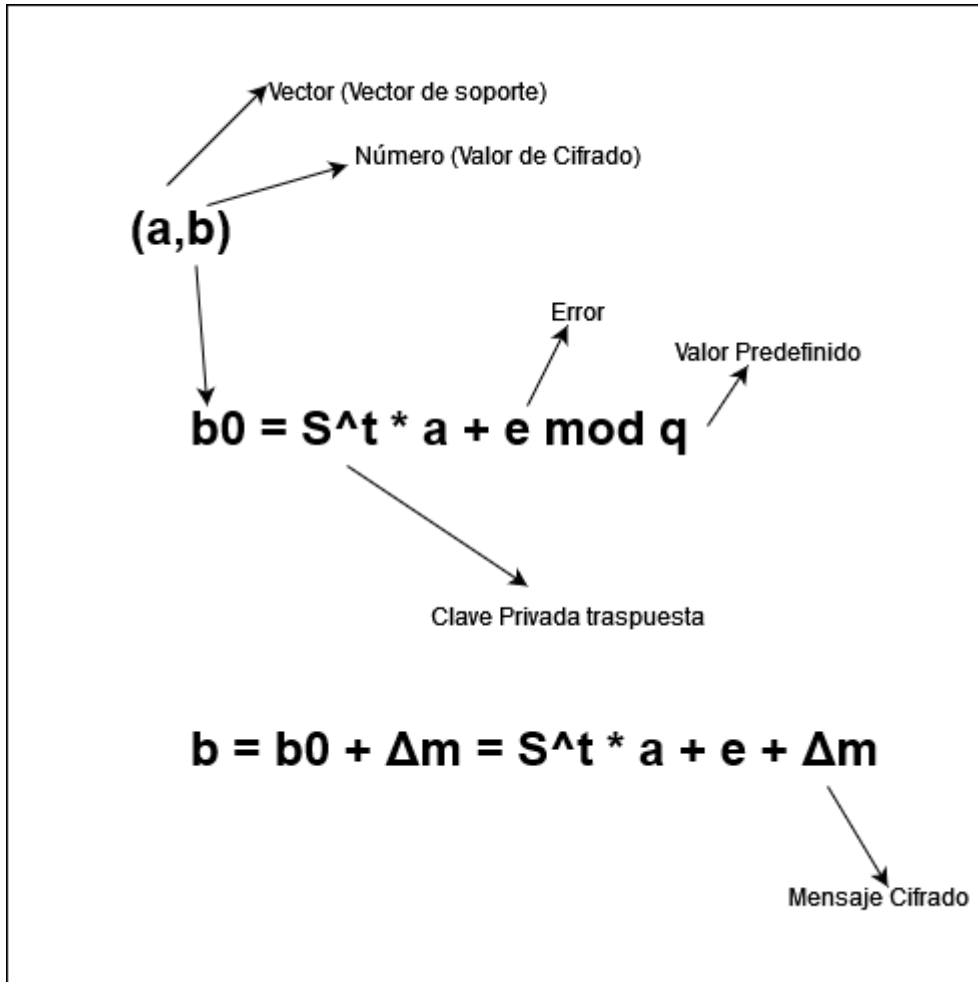 Vector (Vector de soporte)
Número (Valor de Cifrado)
(a,b)
Error
Valor Predefinido
b0 = S^t * a + e mod q
Clave Privada traspuesta
b = b0 + Δm = S^t * a + e + Δm
Mensaje Cifrado